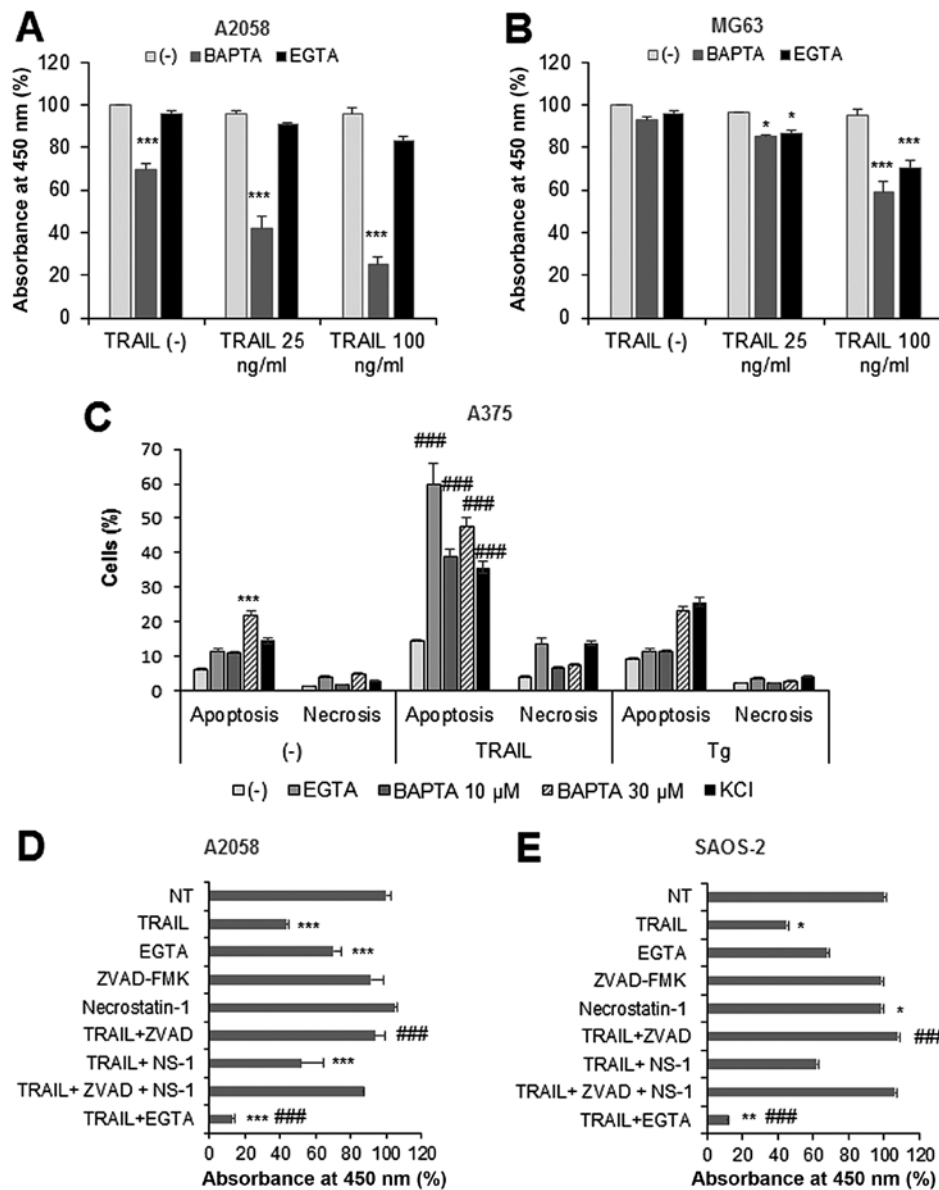 A
A2058
(-) BAPTA EGTA
Absorbance at 450 nm (%)
120
100
80
60
40
20
0
***
***
***
TRAIL (-)
TRAIL 25
ng/ml
TRAIL 100
ng/ml
B
MG63
(-) BAPTA EGTA
Absorbance at 450 nm (%)
120
100
80
60
40
20
0
* *
*** ***
TRAIL (-)
TRAIL 25
ng/ml
TRAIL 100
ng/ml
C
A375
Cells (%)
70
60
50
40
30
20
10
0
***
###
###
###
###
Apoptosis Necrosis Apoptosis Necrosis Apoptosis Necrosis
(-) TRAIL Tg
(-) EGTA BAPTA 10 µM BAPTA 30 µM KCl
D
A2058
NT
TRAIL ***
EGTA ***
ZVAD-FMK
Necrostatin-1
TRAIL+ZVAD ###
TRAIL+ NS-1 ***
TRAIL+ ZVAD + NS-1
TRAIL+EGTA *** ###
0 20 40 60 80 100 120
Absorbance at 450 nm (%)
E
SAOS-2
NT
TRAIL *
EGTA
ZVAD-FMK
Necrostatin-1 *
TRAIL+ZVAD ###
TRAIL+ NS-1
TRAIL+ ZVAD + NS-1
TRAIL+EGTA ** ###
0 20 40 60 80 100 120
Absorbance at 450 nm (%)